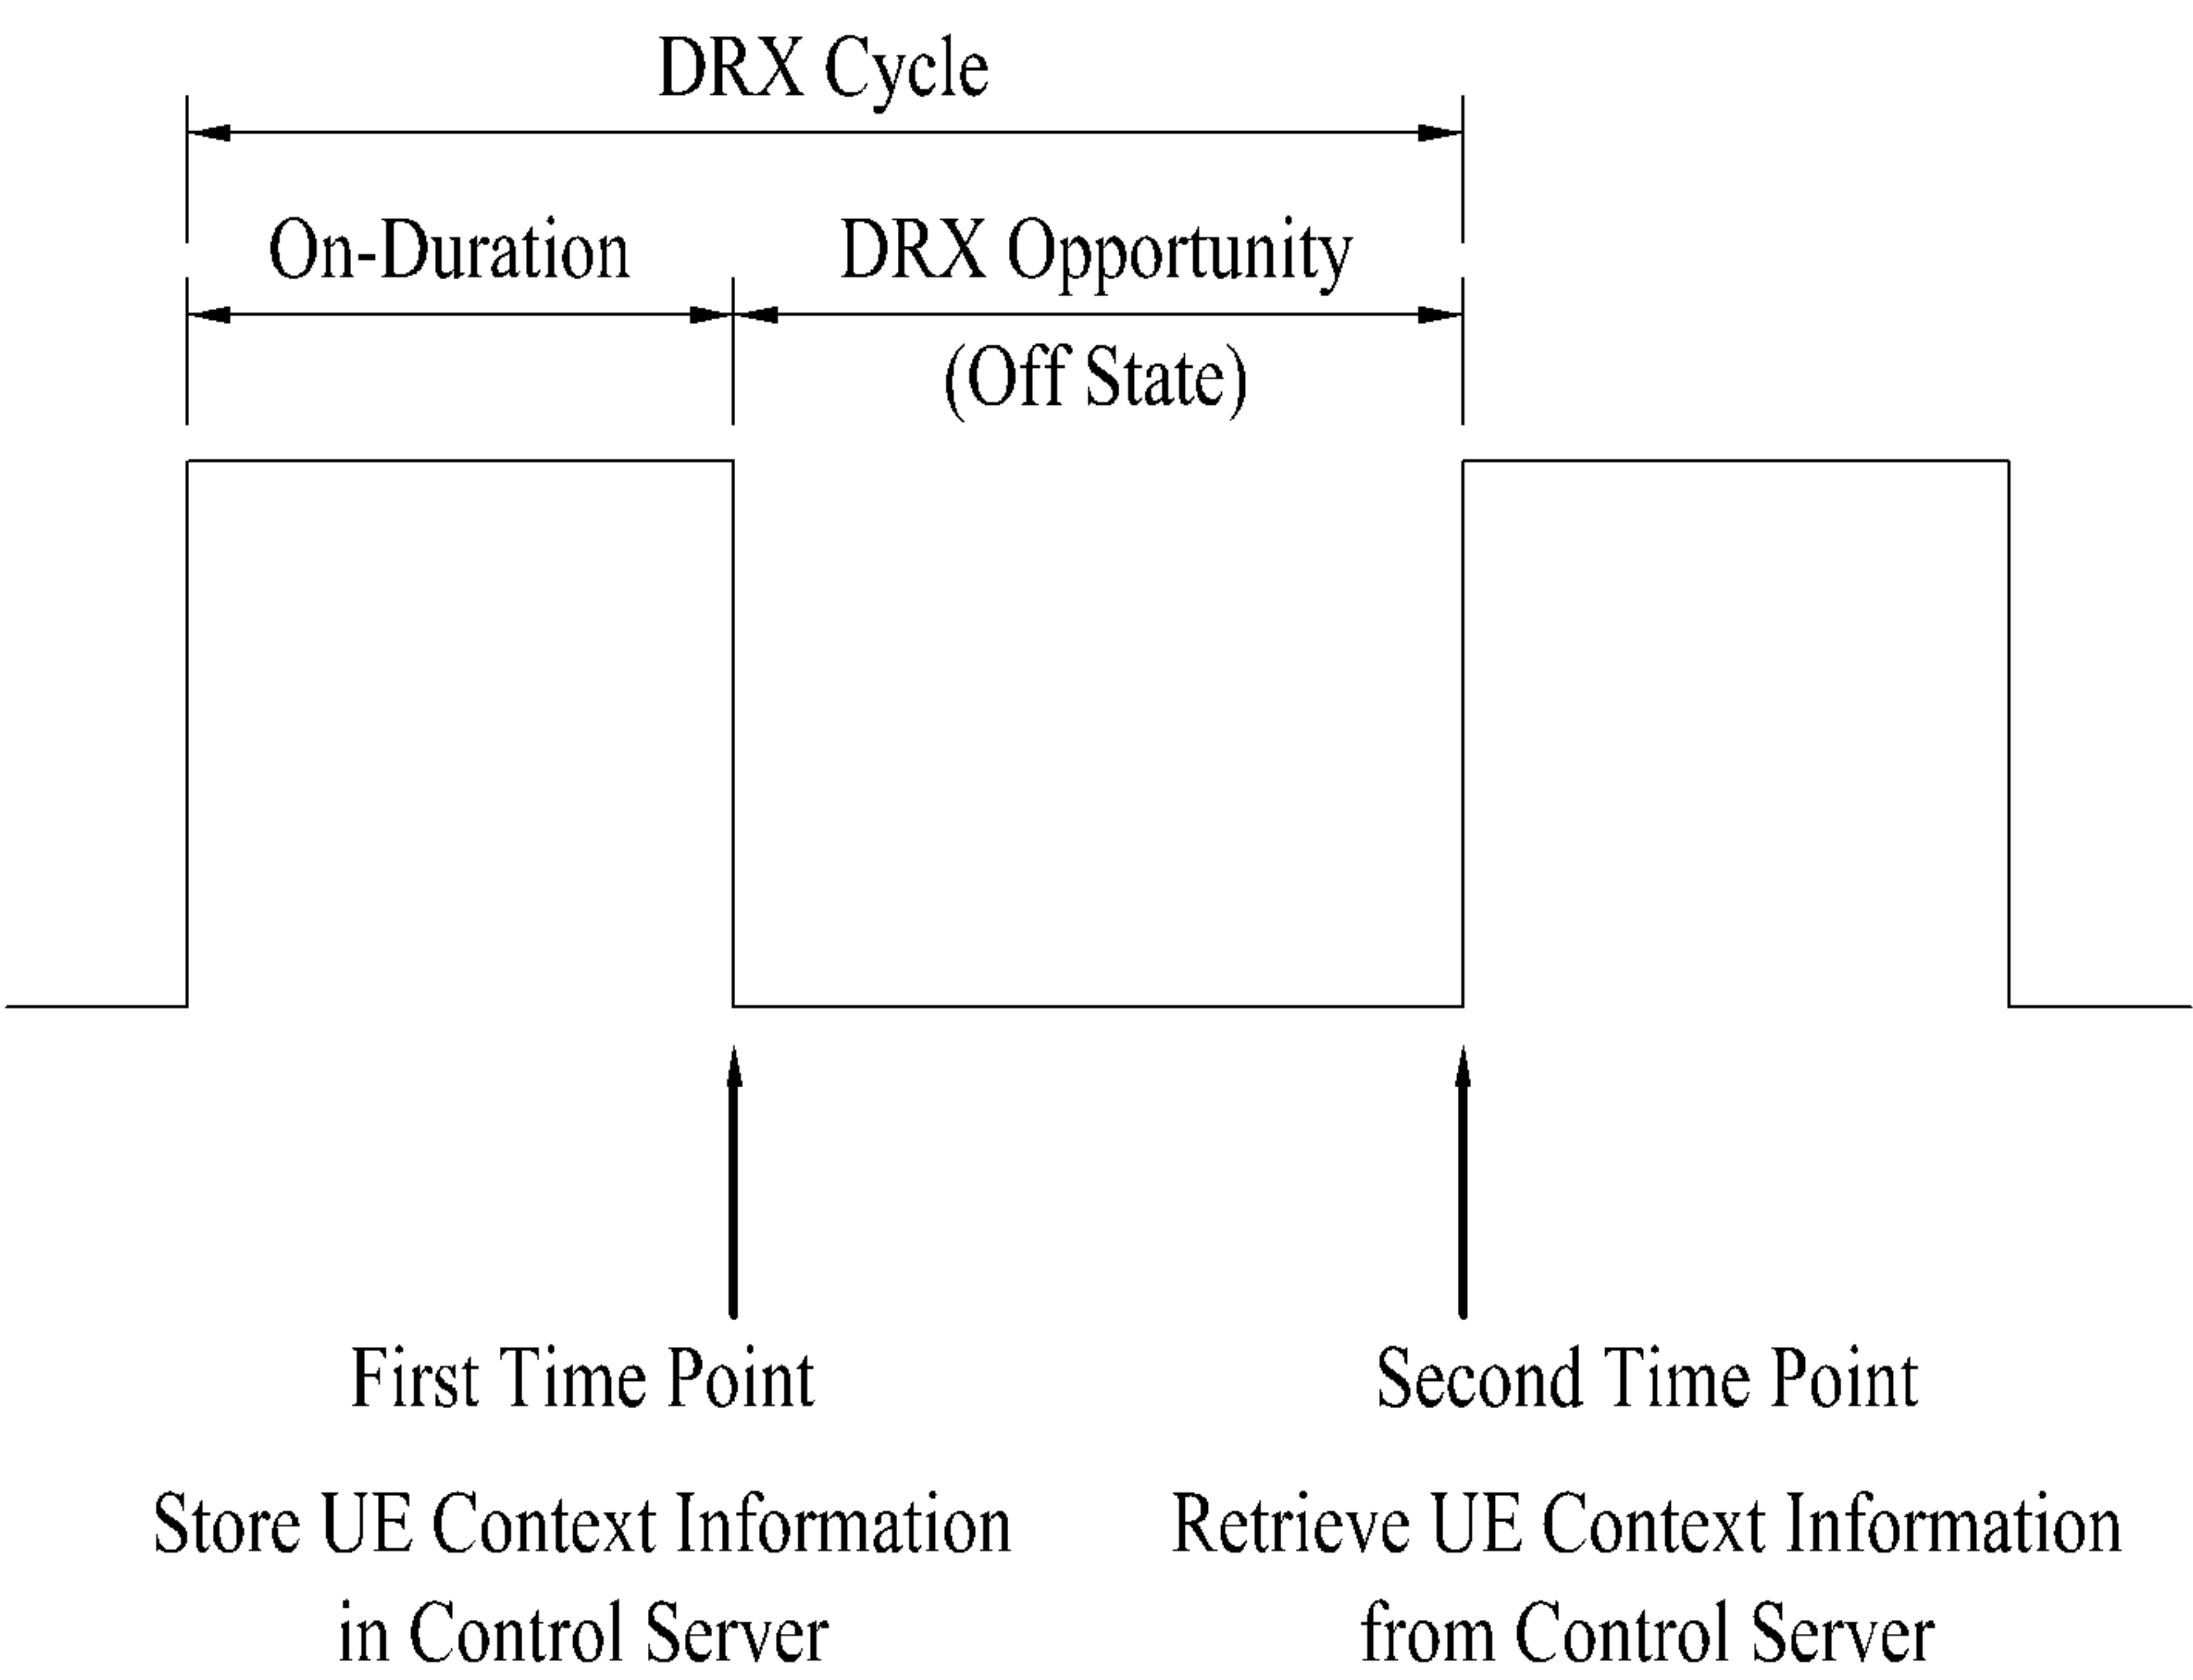 DRX Cycle
On-Duration
DRX Opportunity
(Off State)
First Time Point
Store UE Context Information
in Control Server
Second Time Point
Retrieve UE Context Information
from Control Server